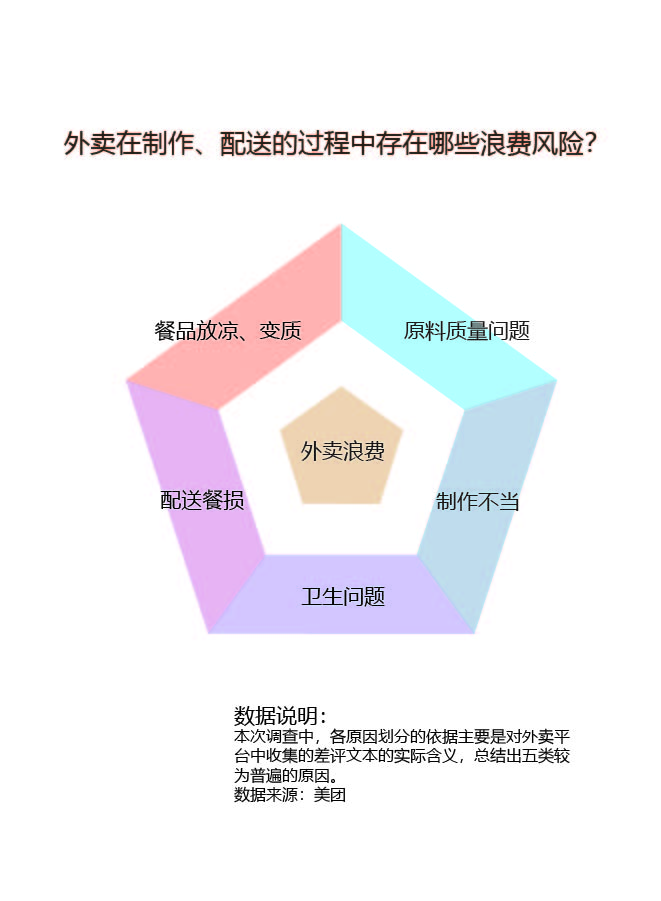 外卖在制作、配送的过程中存在哪些浪费风险？
餐品放凉、变质
原料质量问题
外卖浪费
配送餐损
制作不当
卫生问题
数据说明：
本次调查中，各原因划分的依据主要是对外卖平
台中收集的差评文本的实际含义，总结出五类较
为普遍的原因。
数据来源：美团